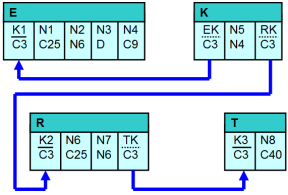 E
K1 N1 N2 N3 N4
C3 C25 N6 D C9
K
EK N5 RK
C3 N4 C3
R
K2 N6 N7 TK
C3 C25 N6 C3
T
K3 N8
C3 C40